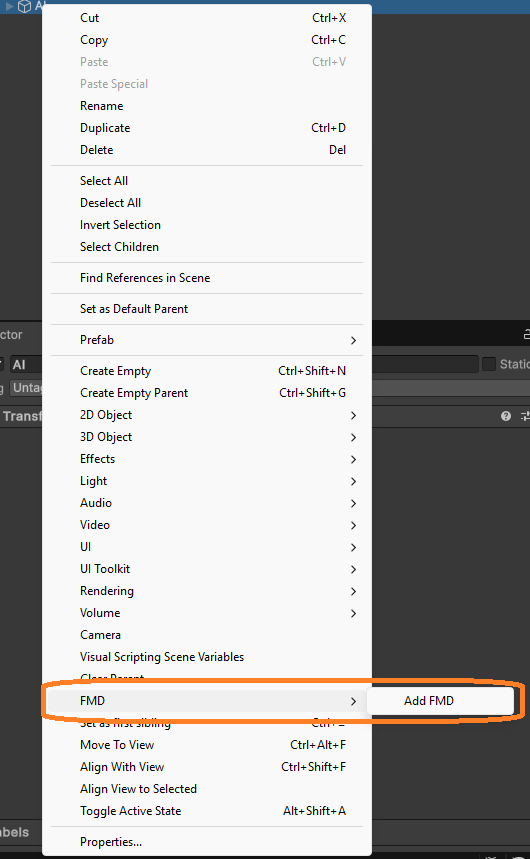 AI
Cut Ctrl+X
Copy Ctrl+C
Paste Ctrl+V
Paste Special
Rename
Duplicate Ctrl+D
Delete Del
Select All
Deselect All
Invert Selection
Select Children
Find References in Scene
Set as Default Parent
ctor
Prefab
AI Static
Create Empty Ctrl+Shift+N
g Untag
Create Empty Parent Ctrl+Shift+G
Transf
2D Object
3D Object
Effects
Light
Audio
Video
UI
UI Toolkit
Rendering
Volume
Camera
Visual Scripting Scene Variables
Clear Parent
FMD Add FMD
Set as first sibling Ctrl+=
Move To View Ctrl+Alt+F
Align With View Ctrl+Shift+F
Align View to Selected
Toggle Active State Alt+Shift+A
abels
Properties...